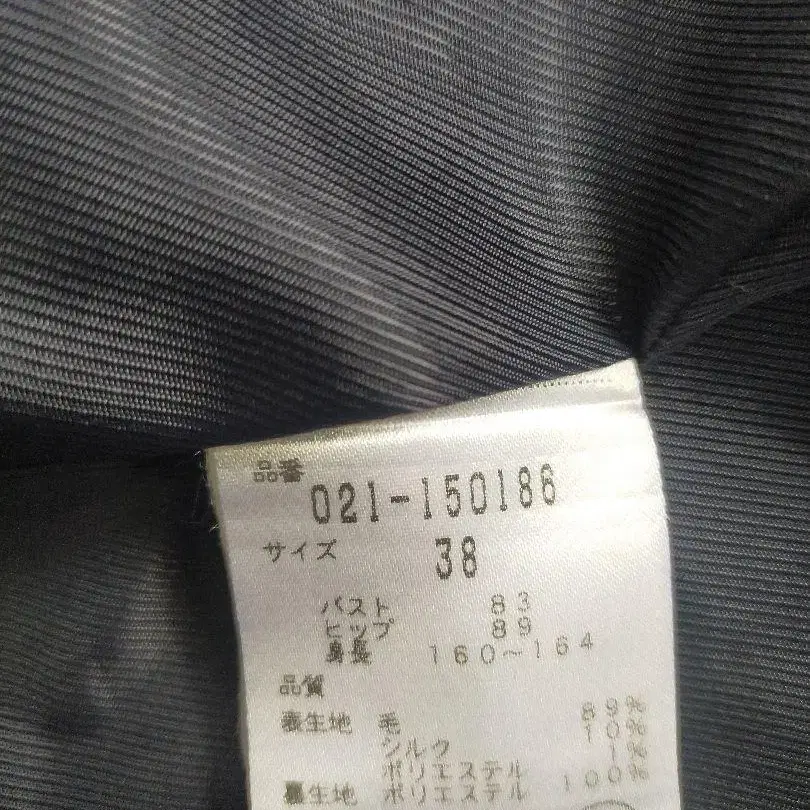 品番
021-150186
サイズ 38
バスト 83
ヒップ 89
身長 160～164
品質
表生地 毛 89%
シルク 10%
ポリエステル 1%
裏生地 ポリエステル 100%